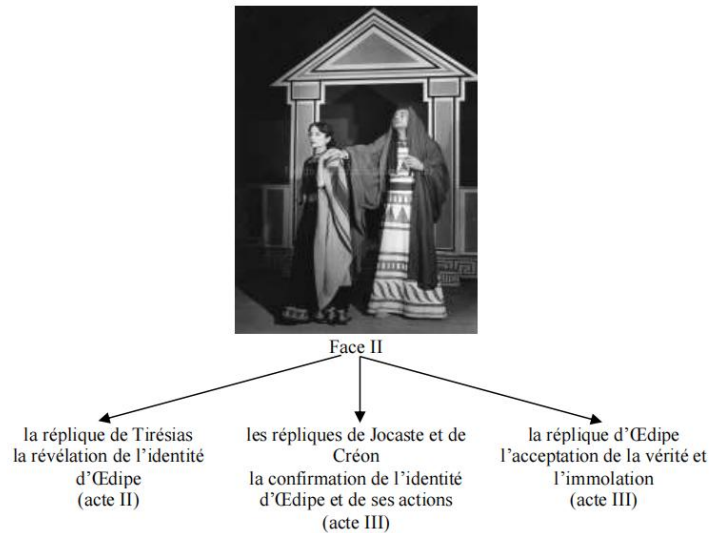 Face II
la réplique de Tirésias
la révélation de l'identité
d'Œdipe
(acte II)
les répliques de Jocaste et de
Créon
la confirmation de l'identité
d'Œdipe et de ses actions
(acte III)
la réplique d'Œdipe
l'acceptation de la vérité et
l'immolation
(acte III)